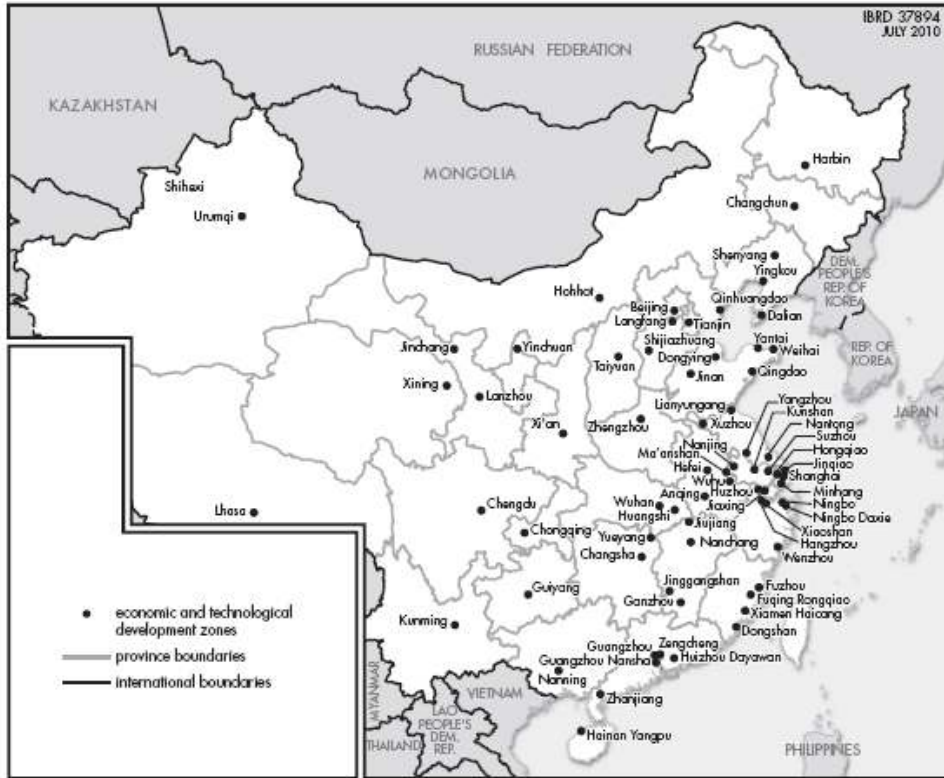 IBRD 37894
JULY 2010
RUSSIAN FEDERATION
KAZAKHSTAN
MONGOLIA
Harbin
Shihexi
Urumqi
Changchun
Shenyang
Yingkou
DEM.
PEOPLE'S
REP. OF
KOREA
Hohhot
Qinhuangdao
Beijing
Langfang
Tianjin
Dalian
Shijiazhuang
Yantai
Weihai
REP. OF
KOREA
Jinchang
Yinchuan
Taiyuan
Dongying
Jinan
Qingdao
Xining
Lanzhou
JAPAN
Lianyungang
Xuzhou
Zhengzhou
Xi'an
Yangzhou
Kunshan
Nantong
Suzhou
Hongqiao
Jinqiao
Shanghai
Minhang
Ningbo
Ningbo Daxie
Xiaoshan
Hangzhou
Wenzhou
Nanjing
Ma'anshan
Hefei
Wuhu
Huzhou
Anqing
Jiaxing
Wuhan
Huangshi
Jiujiang
Lhasa
Chengdu
Chongqing
Yueyang
Nanchang
Changsha
Jinggangshan
Ganzhou
Fuzhou
Fuqing Rongqiao
Xiamen Haicang
Dongshan
Guiyang
Kunming
Guangzhou
Zengcheng
Guangzhou Nansha
Huizhou Dayawan
Nanning
Zhanjiang
Hainan Yangpu
MYANMAR
VIETNAM
LAO
PEOPLE'S
DEM.
REP.
THAILAND
PHILIPPINES
economic and technological
development zones
province boundaries
international boundaries